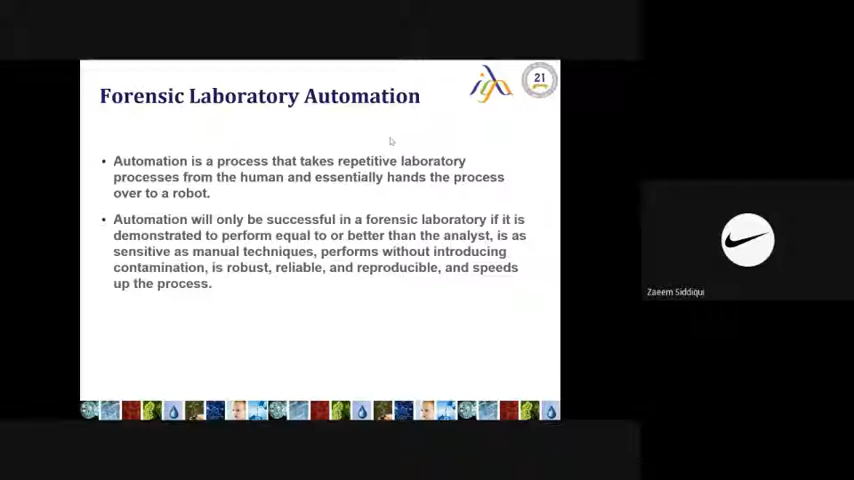 Forensic Laboratory Automation
21
• Automation is a process that takes repetitive laboratory
processes from the human and essentially hands the process
over to a robot.
• Automation will only be successful in a forensic laboratory if it is
demonstrated to perform equal to or better than the analyst, is as
sensitive as manual techniques, performs without introducing
contamination, is robust, reliable, and reproducible, and speeds
up the process.
Zaeem Siddiqui